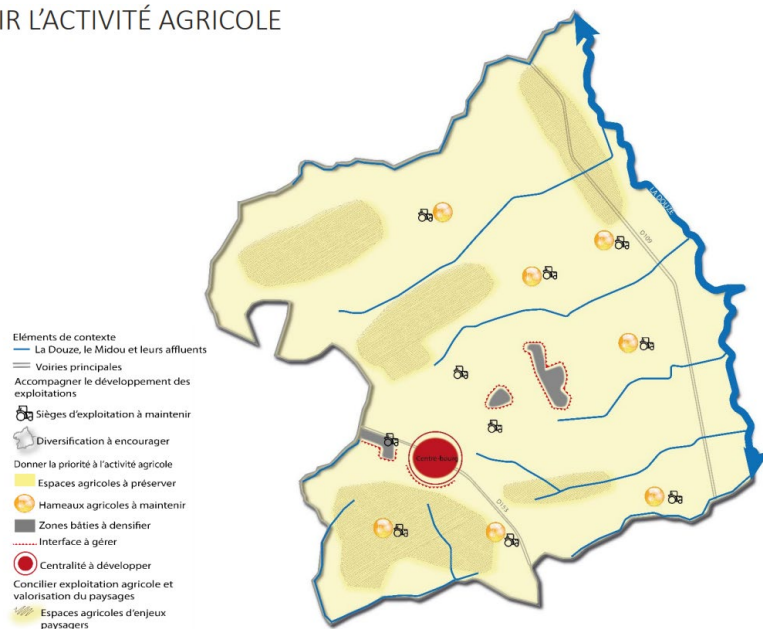 IR L'ACTIVITÉ AGRICOLE
LA DOUZE
D109
Centre-bourg
D113
Eléments de contexte
La Douze, le Midou et leurs affluents
Voiries principales
Accompagner le développement des
exploitations
Sièges d'exploitation à maintenir
Diversification à encourager
Donner la priorité à l'activité agricole
Espaces agricoles à préserver
Hameaux agricoles à maintenir
Zones bâties à densifier
Interface à gérer
Centralité à développer
Concilier exploitation agricole et
valorisation du paysages
Espaces agricoles d'enjeux
paysagers